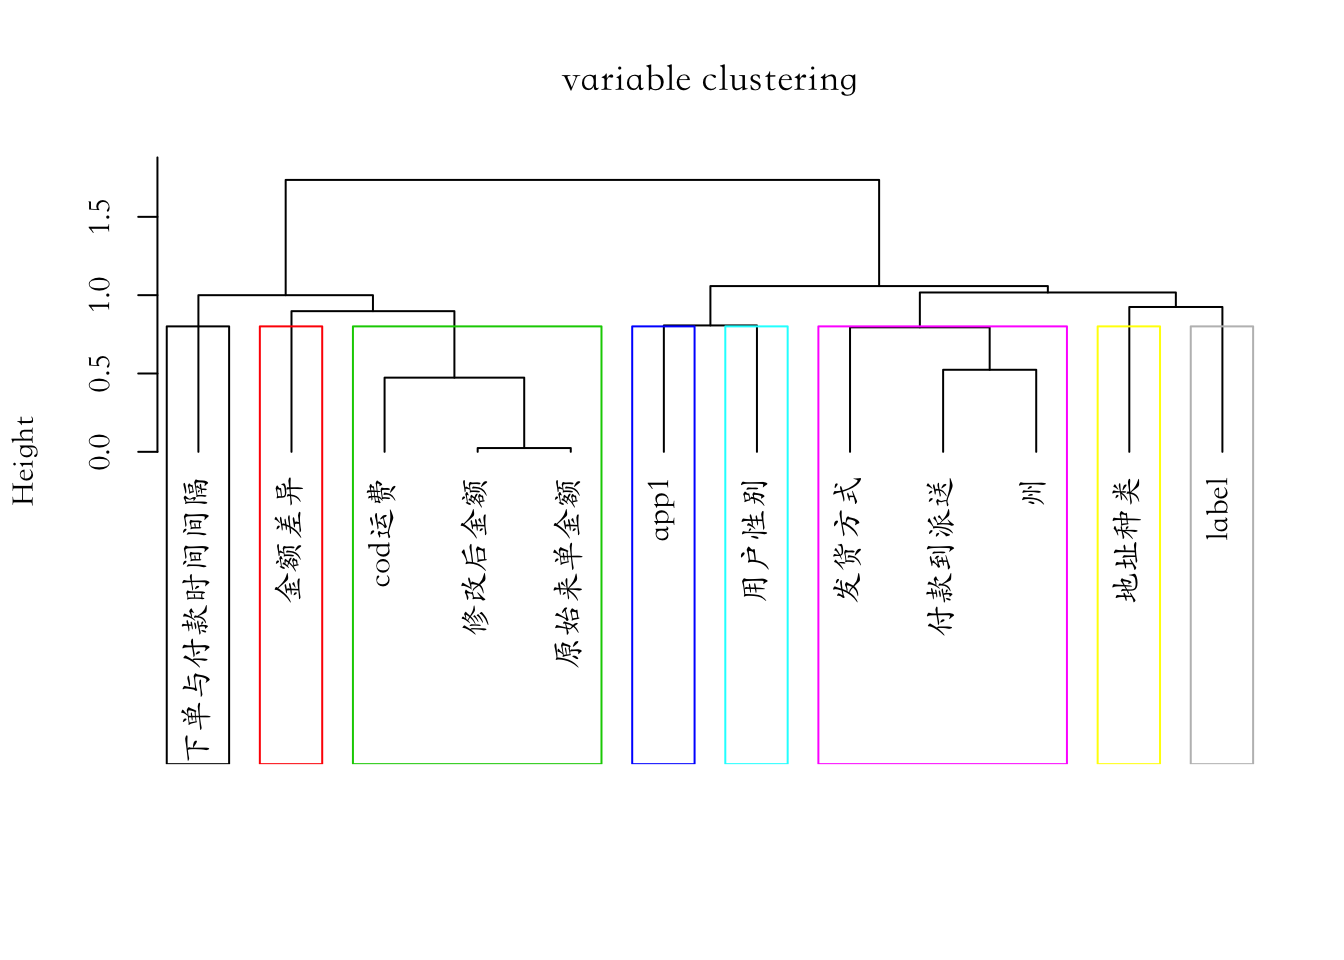 variable clustering
Height
0.0
0.5
1.0
1.5
下单与付款时间间隔
金额差异
cod运费
修改后金额
原始来单金额
app1
用户性别
发货方式
付款到派送
州
地址种类
label